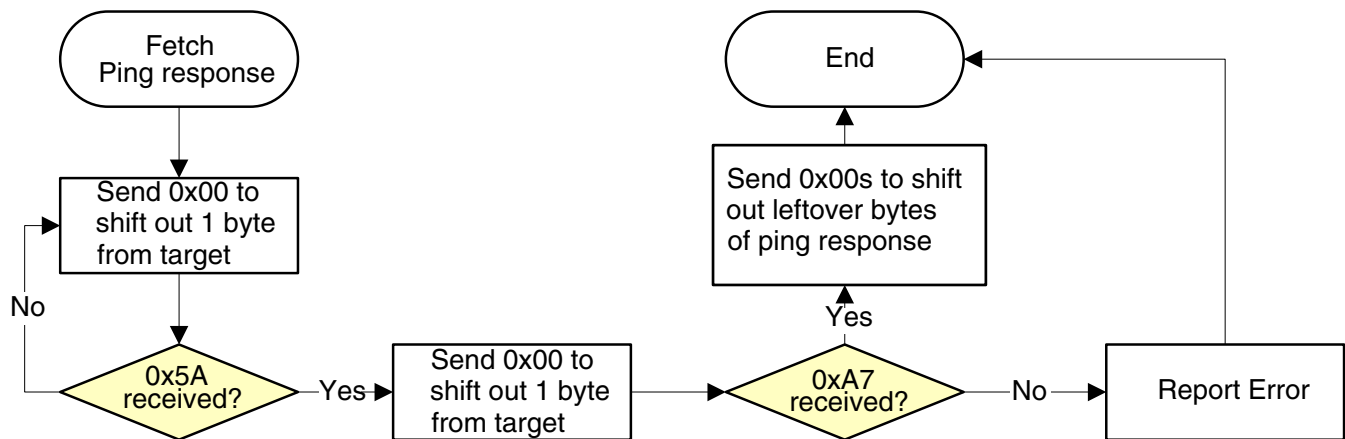 Fetch
Ping response
End
Send 0x00 to
shift out 1 byte
from target
Send 0x00s to shift
out leftover bytes
of ping response
No
Yes
0x5A
received?
Yes
Send 0x00 to
shift out 1 byte
from target
0xA7
received?
No
Report Error